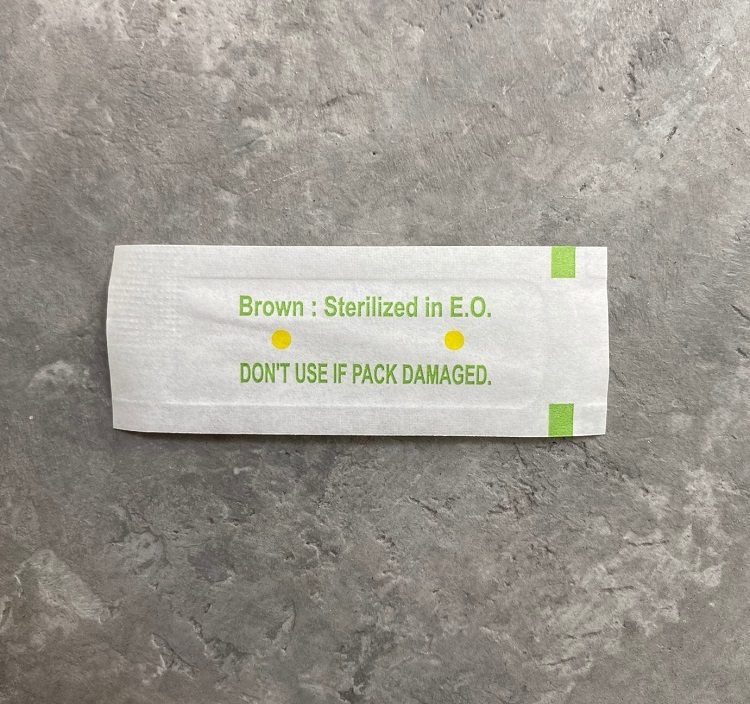 Brown : Sterilized in E.O.
DON'T USE IF PACK DAMAGED.